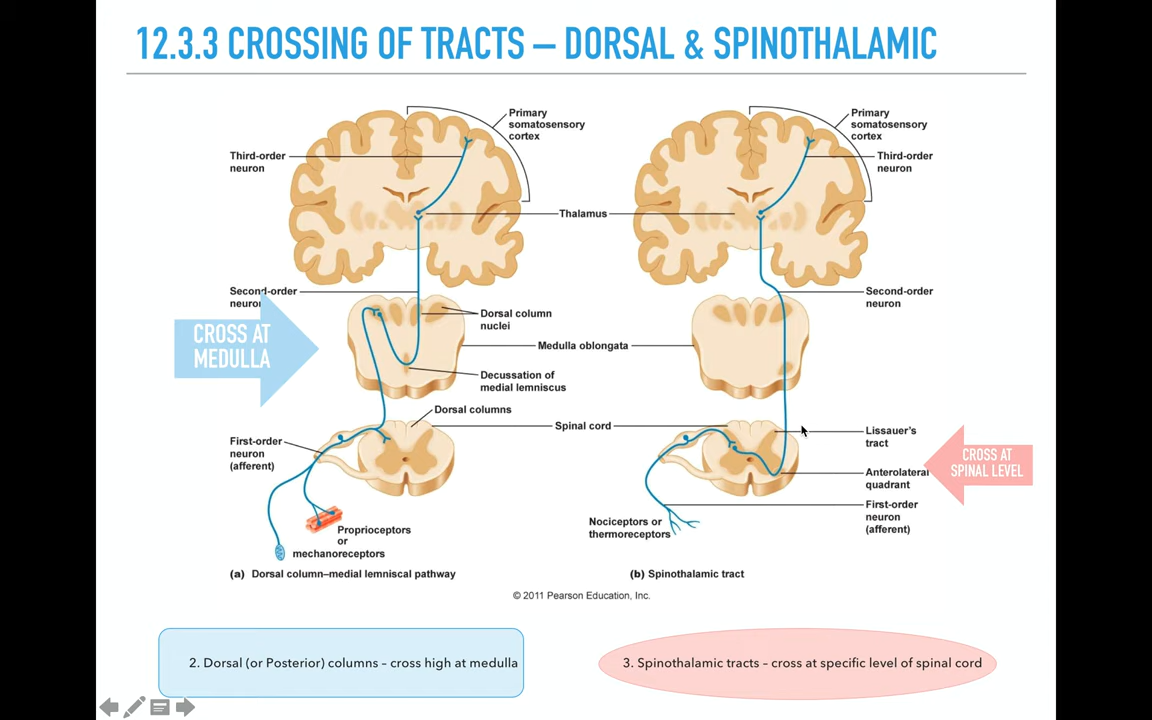 12.3.3 CROSSING OF TRACTS – DORSAL & SPINOTHALAMIC
Primary
somatosensory
cortex
Third-order
neuron
Thalamus
Second-order
neuron
CROSS AT
MEDULLA
Dorsal column
nuclei
Medulla oblongata
Decussation of
medial lemniscus
Dorsal columns
Spinal cord
First-order
neuron
(afferent)
Proprioceptors
or
mechanoreceptors
(a) Dorsal column–medial lemniscal pathway
Primary
somatosensory
cortex
Third-order
neuron
Second-order
neuron
Lissauer's
tract
Anterolateral
quadrant
CROSS AT
SPINAL LEVEL
First-order
neuron
(afferent)
Nociceptors or
thermoreceptors
(b) Spinothalamic tract
© 2011 Pearson Education, Inc.
2. Dorsal (or Posterior) columns – cross high at medulla
3. Spinothalamic tracts – cross at specific level of spinal cord